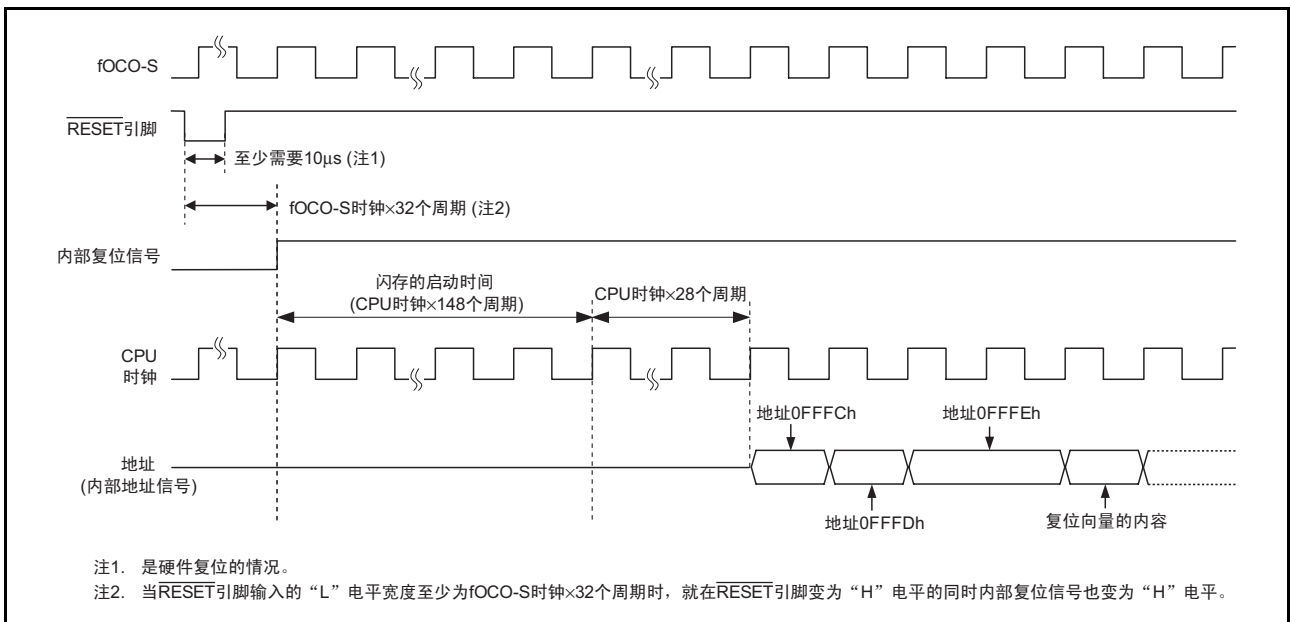 fOCO-S
RESET引脚
至少需要10μs (注1)
fOCO-S时钟×32个周期 (注2)
内部复位信号
闪存的启动时间
(CPU时钟×148个周期)
CPU时钟×28个周期
CPU
时钟
地址0FFFCh
地址0FFFEh
地址
(内部地址信号)
地址0FFFDh
复位向量的内容
注1. 是硬件复位的情况。
注2. 当RESET引脚输入的“L”电平宽度至少为fOCO-S时钟×32个周期时，就在RESET引脚变为“H”电平的同时内部复位信号也变为“H”电平。